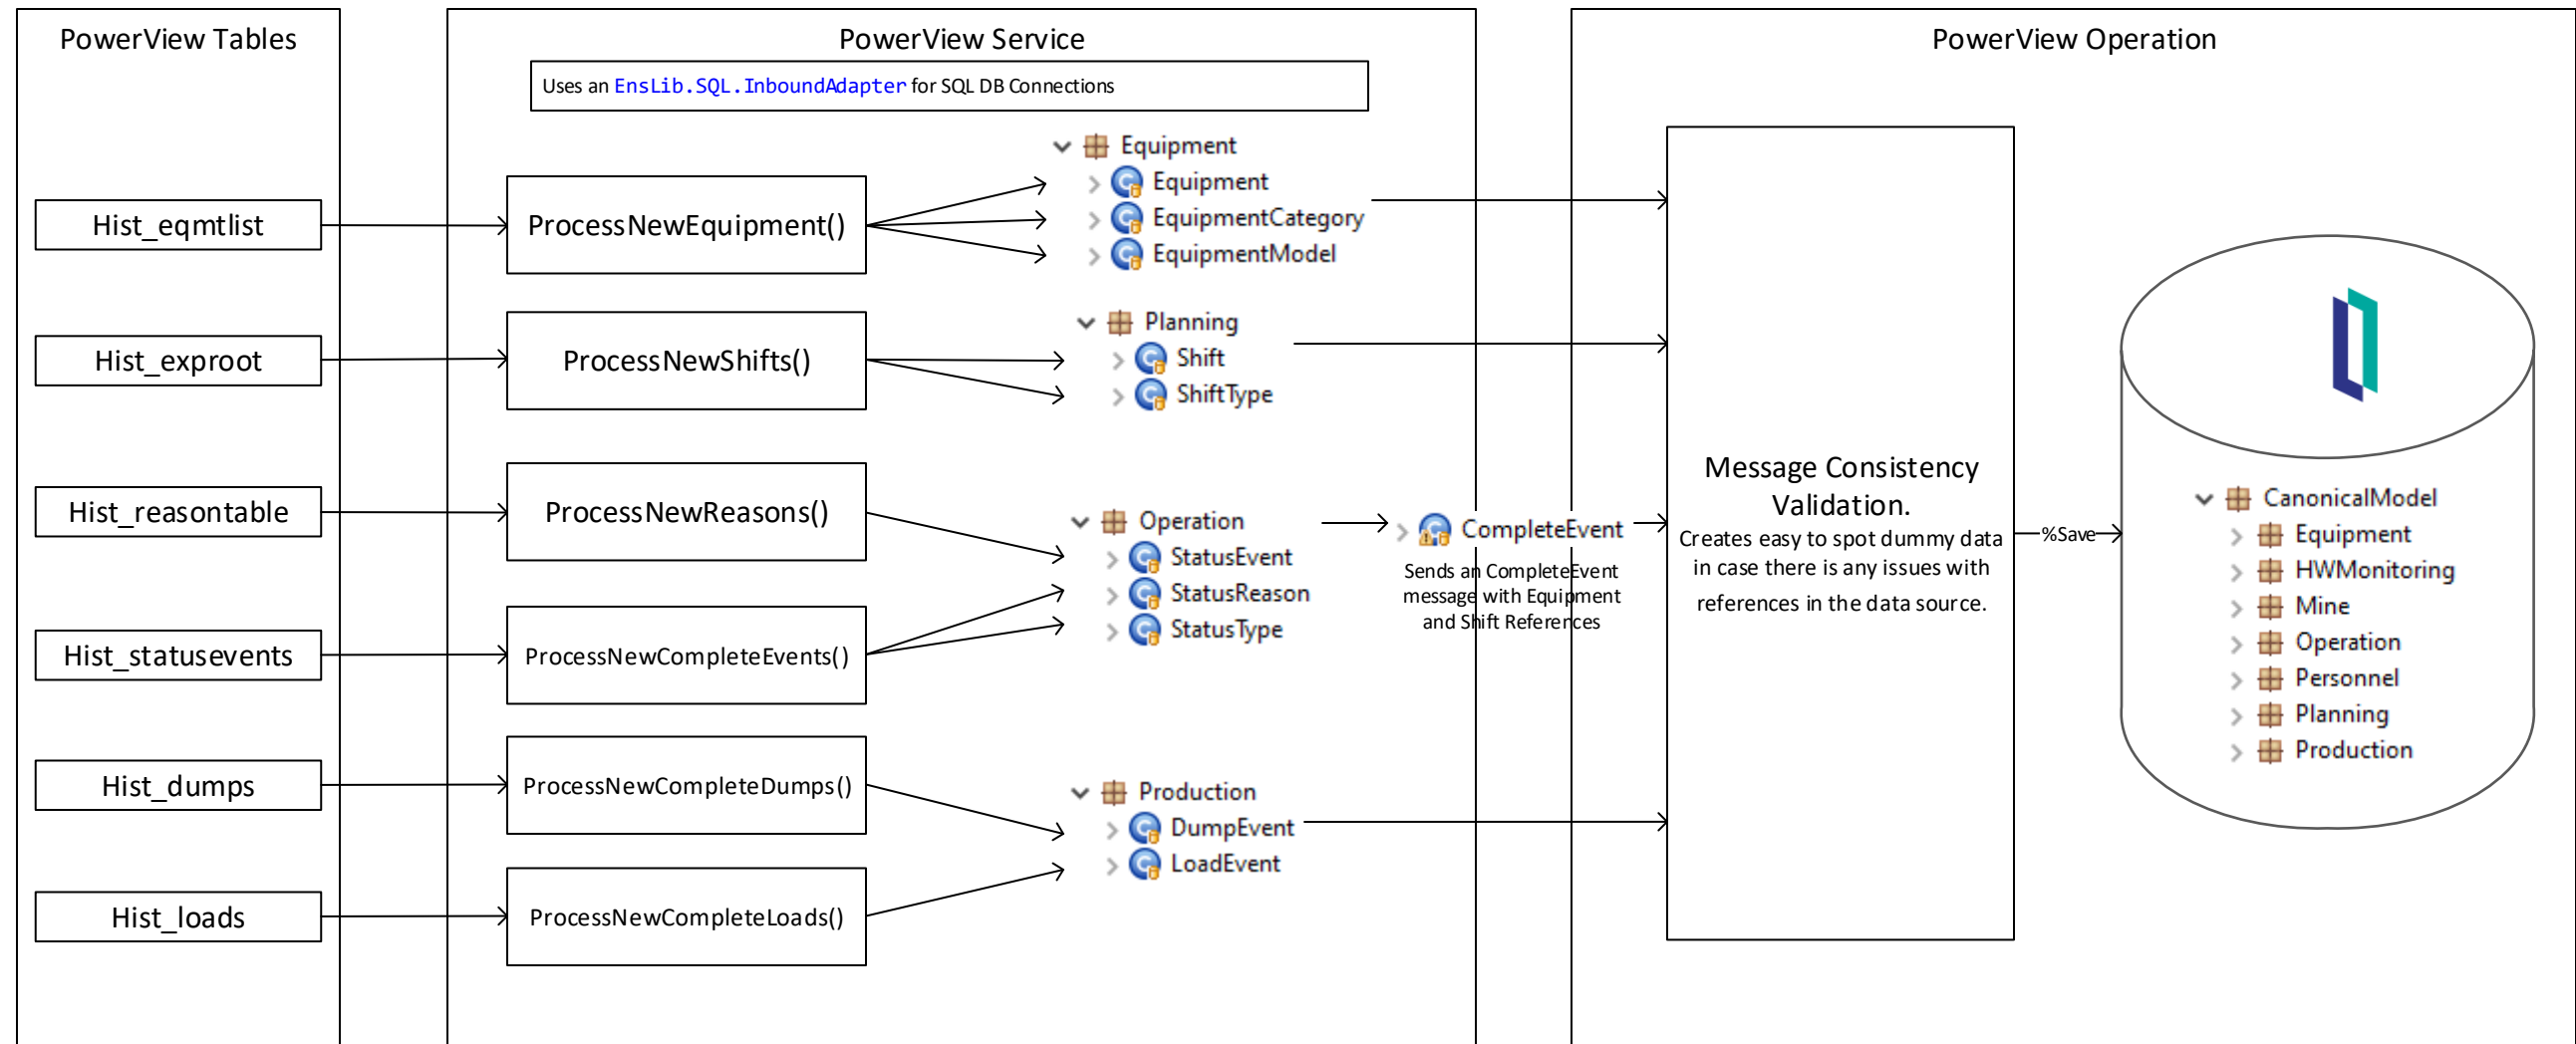 PowerView Tables
Hist_eqmtlist
Hist_exproot
Hist_reasontable
Hist_statusevents
Hist_dumps
Hist_loads
PowerView Service
Uses an EnsLib.SQL.InboundAdapter for SQL DB Connections
ProcessNewEquipment()
ProcessNewShifts()
ProcessNewReasons()
ProcessNewCompleteEvents()
ProcessNewCompleteDumps()
ProcessNewCompleteLoads()
Equipment
Equipment
EquipmentCategory
EquipmentModel
Planning
Shift
ShiftType
Operation
StatusEvent
StatusReason
StatusType
Production
DumpEvent
LoadEvent
CompleteEvent
Sends an CompleteEvent
message with Equipment
and Shift References
PowerView Operation
Message Consistency
Validation.
Creates easy to spot dummy data
in case there is any issues with
references in the data source.
%Save
CanonicalModel
Equipment
HWMonitoring
Mine
Operation
Personnel
Planning
Production